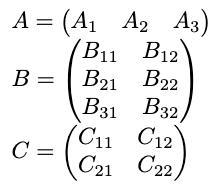 A = (A₁ A₂ A₃)
B = (B₁₁ B₁₂
B₂₁ B₂₂
B₃₁ B₃₂)
C = (C₁₁ C₁₂
C₂₁ C₂₂)